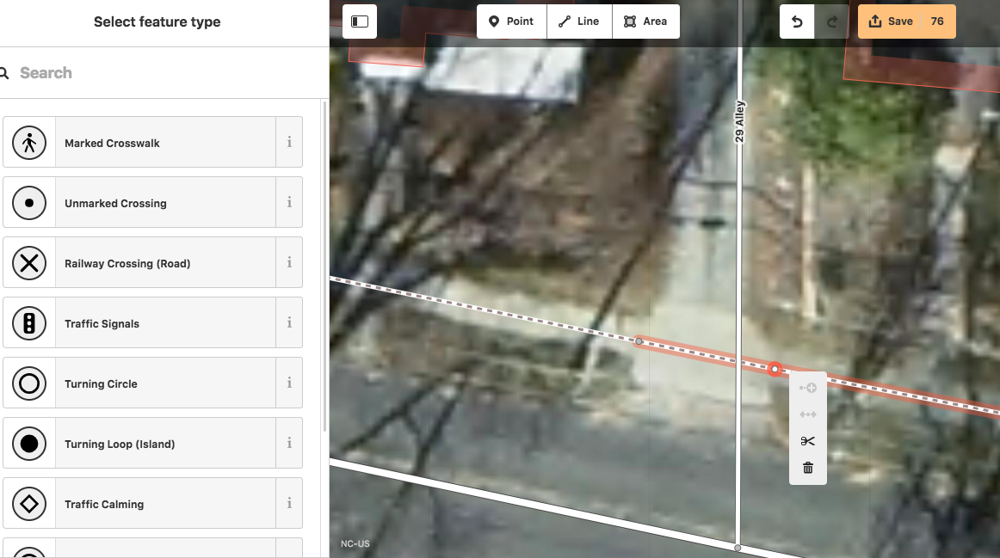 Select feature type
Point
Line
Area
Save 76
Search
Marked Crosswalk
Unmarked Crossing
Railway Crossing (Road)
Traffic Signals
Turning Circle
Turning Loop (Island)
Traffic Calming
29 Alley
NC-US